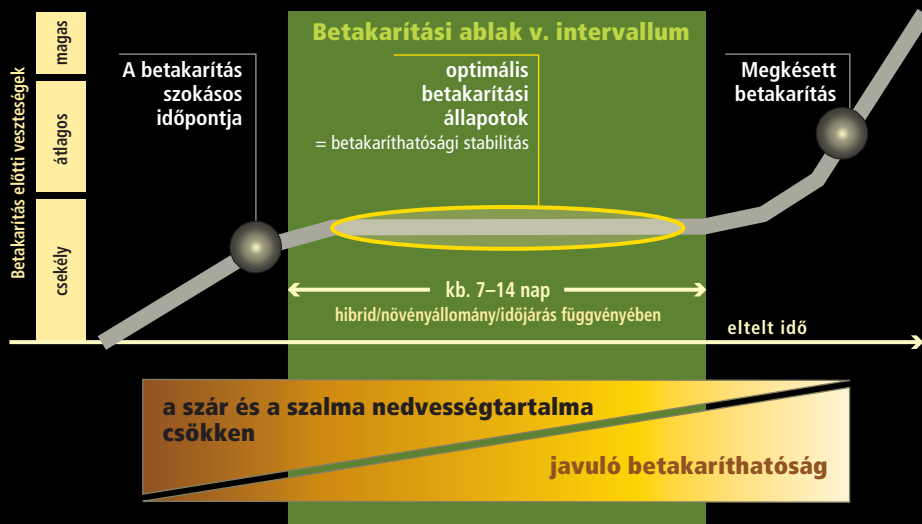 Betakarítás előtti veszteségek
magas
átlagos
csekély
Betakarítási ablak v. intervallum
A betakarítás
szokásos
időpontja
optimális
betakarítási
állapotok
= betakaríthatósági stabilitás
Megkésett
betakarítás
kb. 7–14 nap
hibrid/növényállomány/időjárás függvényében
eltelt idő
a szár és a szalma nedvességtartalma
csökken
javuló betakaríthatóság